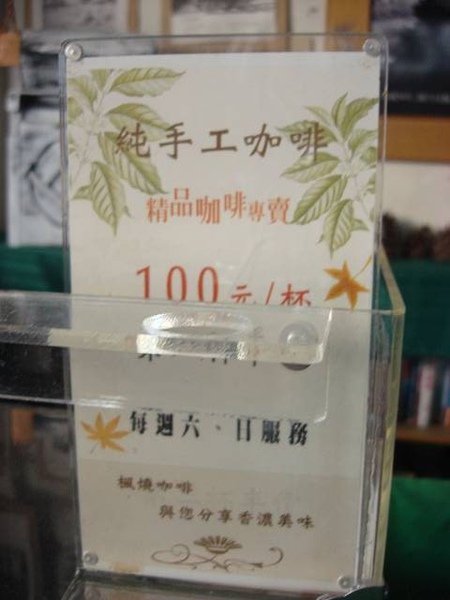 純手工咖啡
精品咖啡專賣
100元/杯
每週六、日服務
楓燒咖啡
與您分享香濃美味